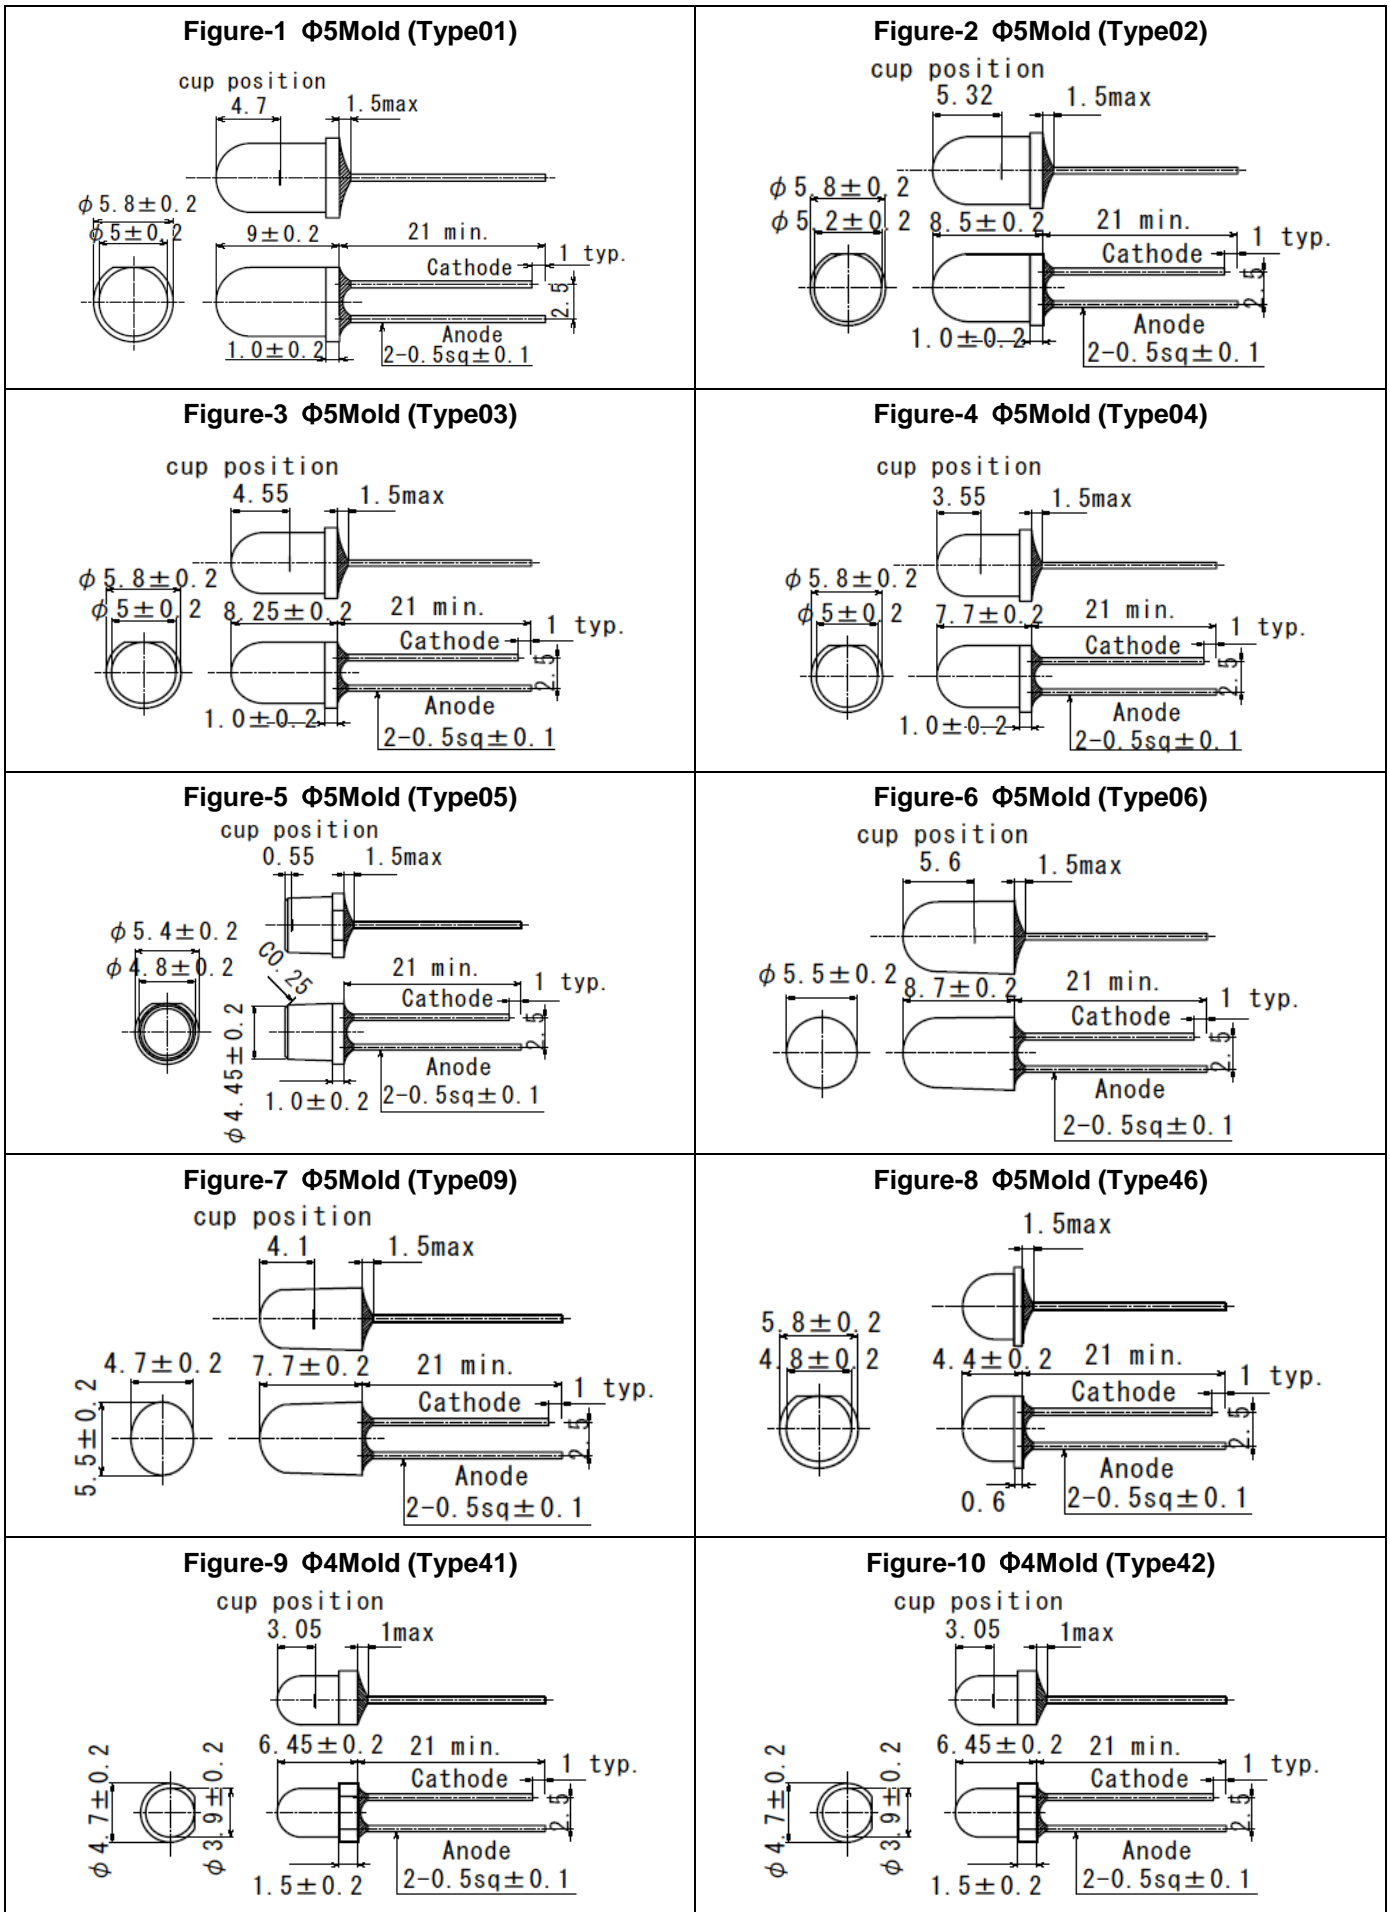 Figure-1 Φ5Mold (Type01)
cup position
4.7 1.5max
φ5.8±0.2
φ5±0.2 9±0.2 21 min.
1 typ.
Cathode
2.5
Anode
1.0±0.2 2-0.5sq±0.1
Figure-2 Φ5Mold (Type02)
cup position
5.32 1.5max
φ5.8±0.2
φ5.2±0.2 8.5±0.2 21 min.
1 typ.
Cathode
2.5
Anode
1.0±0.2 2-0.5sq±0.1
Figure-3 Φ5Mold (Type03)
cup position
4.55 1.5max
φ5.8±0.2
φ5±0.2 8.25±0.2 21 min.
1 typ.
Cathode
2.5
Anode
1.0±0.2
2-0.5sq±0.1
Figure-4 Φ5Mold (Type04)
cup position
3.55 1.5max
φ5.8±0.2
φ5±0.2 7.7±0.2 21 min.
1 typ.
Cathode
2.5
Anode
1.0±0.2
2-0.5sq±0.1
Figure-5 Φ5Mold (Type05)
cup position
0.55 1.5max
φ5.4±0.2
φ4.8±0.2 C0.25 21 min.
1 typ.
Cathode
2.5
φ4.45±0.2
Anode
1.0±0.2 2-0.5sq±0.1
Figure-6 Φ5Mold (Type06)
cup position
5.6 1.5max
φ5.5±0.2 8.7±0.2 21 min.
1 typ.
Cathode
2.5
Anode
2-0.5sq±0.1
Figure-7 Φ5Mold (Type09)
cup position
4.1 1.5max
4.7±0.2 7.7±0.2 21 min.
1 typ.
Cathode
5.5±0.2
2.5
Anode
2-0.5sq±0.1
Figure-8 Φ5Mold (Type46)
1.5max
5.8±0.2
4.8±0.2 4.4±0.2 21 min.
1 typ.
Cathode
2.5
Anode
0.6 2-0.5sq±0.1
Figure-9 Φ4Mold (Type41)
cup position
3.05 1max
6.45±0.2 21 min.
1 typ.
Cathode
φ4.7±0.2 φ3.9±0.2
2.5
Anode
1.5±0.2 2-0.5sq±0.1
Figure-10 Φ4Mold (Type42)
cup position
3.05 1max
6.45±0.2 21 min.
1 typ.
Cathode
φ4.7±0.2 φ3.9±0.2
2.5
Anode
1.5±0.2 2-0.5sq±0.1